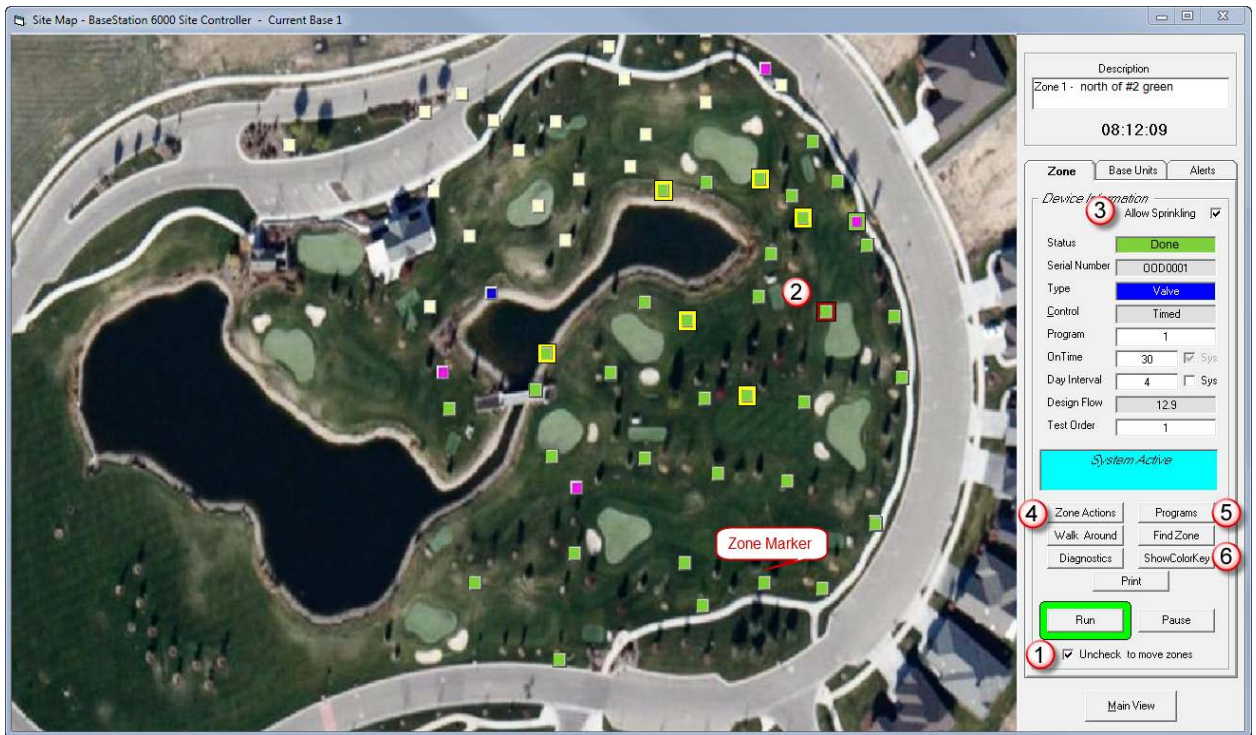 Site Map - BaseStation 6000 Site Controller - Current Base 1
Description
Zone 1 - north of #2 green
08:12:09
Zone Base Units Alerts
Device Information
3 Allow Sprinkling
Status Done
Serial Number 00D0001
Type Valve
Control Timed
Program 1
OnTime 30 Sys
Day Interval 4 Sys
Design Flow 12.9
Test Order 1
System Active
4 Zone Actions Programs 5
Walk Around Find Zone
Diagnostics ShowColorKey 6
Print
Run Pause
1 Uncheck to move zones
Main View
2
Zone Marker